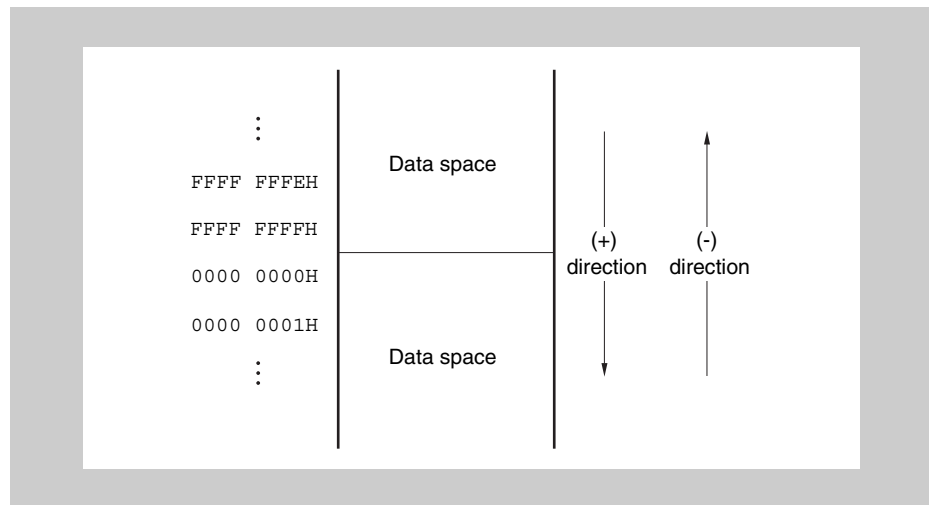 ⋮
Data space
FFFF FFFEH
FFFF FFFFH
0000 0000H
0000 0001H
⋮
Data space
(+)
direction
(-)
direction